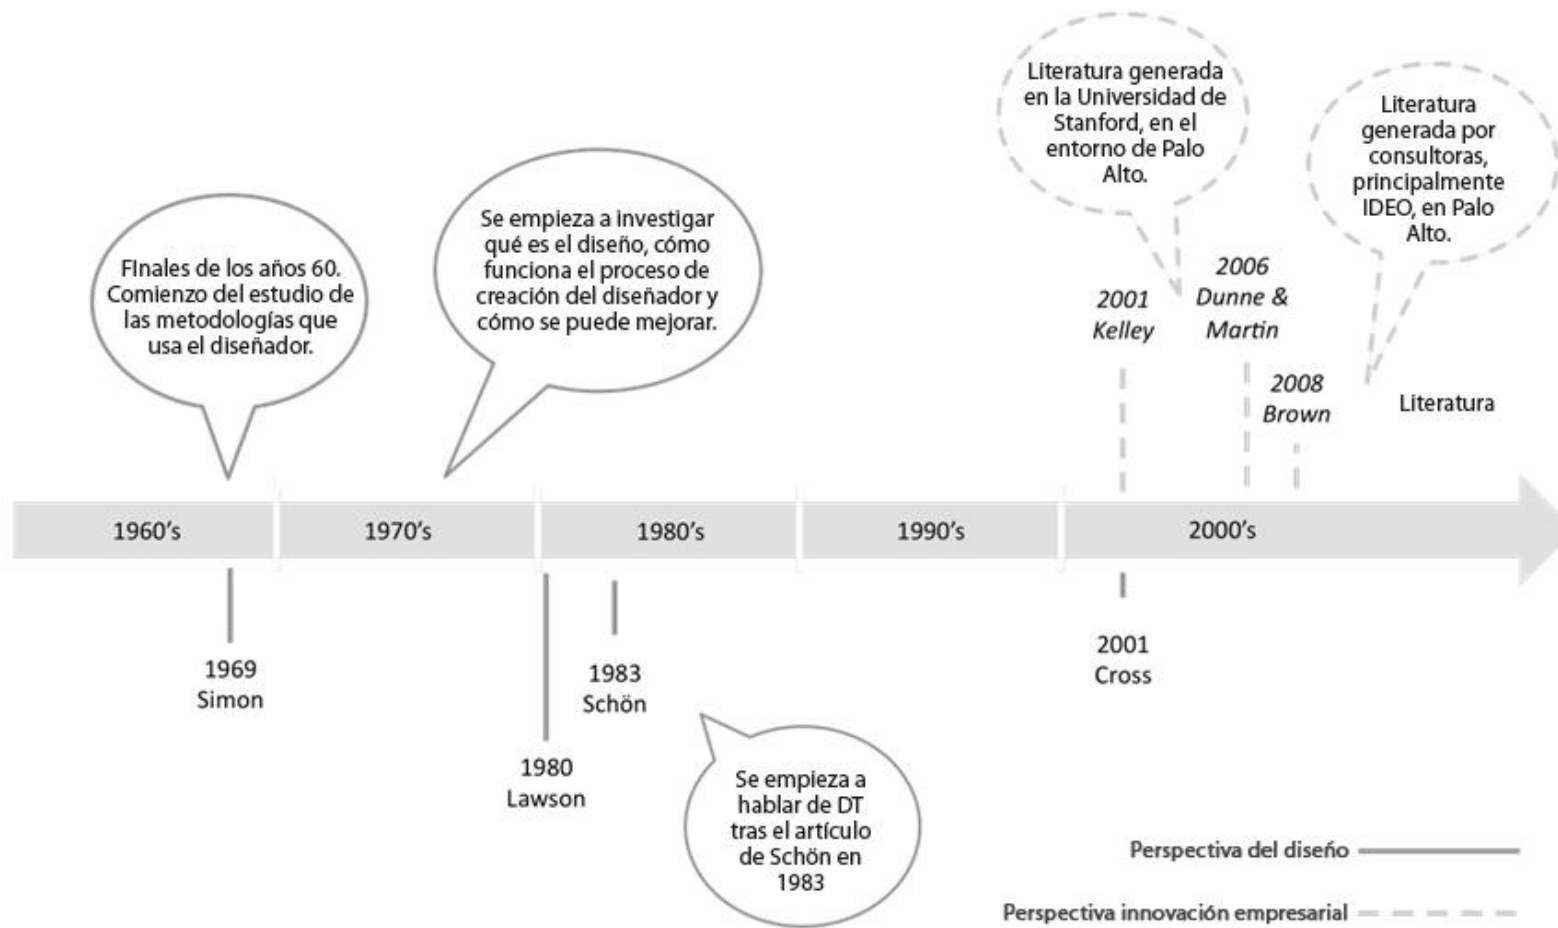 Literatura generada
en la Universidad de
Stanford, en el
entorno de Palo
Alto.
Literatura
generada por
consultoras,
principalmente
IDEO, en Palo
Alto.
Se empieza a investigar
qué es el diseño, cómo
funciona el proceso de
creación del diseñador y
cómo se puede mejorar.
FInales de los años 60.
Comienzo del estudio de
las metodologías que
usa el diseñador.
2001
Kelley
2006
Dunne &
Martin
2008
Brown
Literatura
1960's
1970's
1980's
1990's
2000's
1969
Simon
1980
Lawson
1983
Schön
2001
Cross
Se empieza a
hablar de DT
tras el artículo
de Schön en
1983
Perspectiva del diseño
Perspectiva innovación empresarial